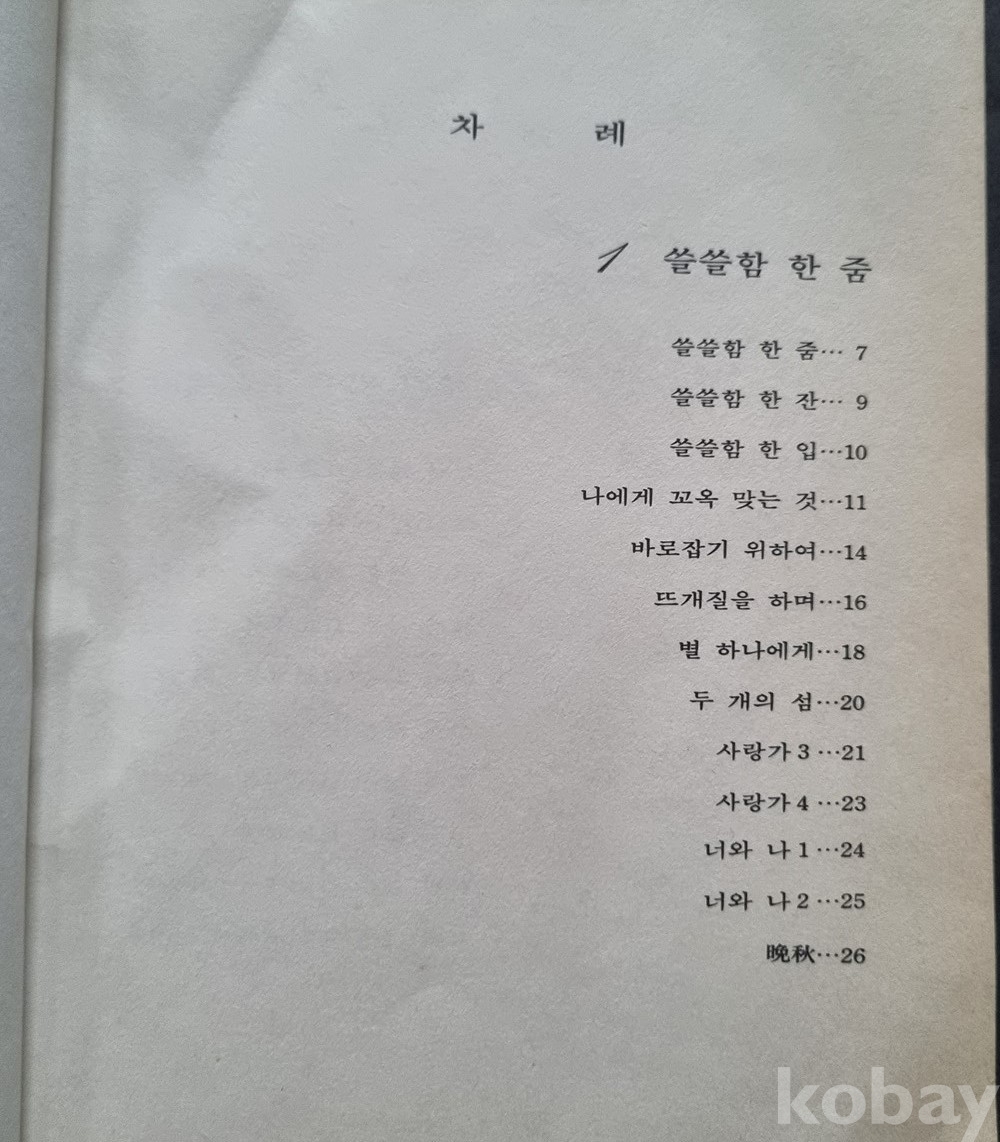 차 례
1 쓸쓸함 한 줌
쓸쓸함 한 줌… 7
쓸쓸함 한 잔… 9
쓸쓸함 한 입…10
나에게 꼬옥 맞는 것…11
바로잡기 위하여…14
뜨개질을 하며…16
별 하나에게…18
두 개의 섬…20
사랑가 3 …21
사랑가 4 …23
너와 나 1 …24
너와 나 2 …25
晩秋…26
kobay